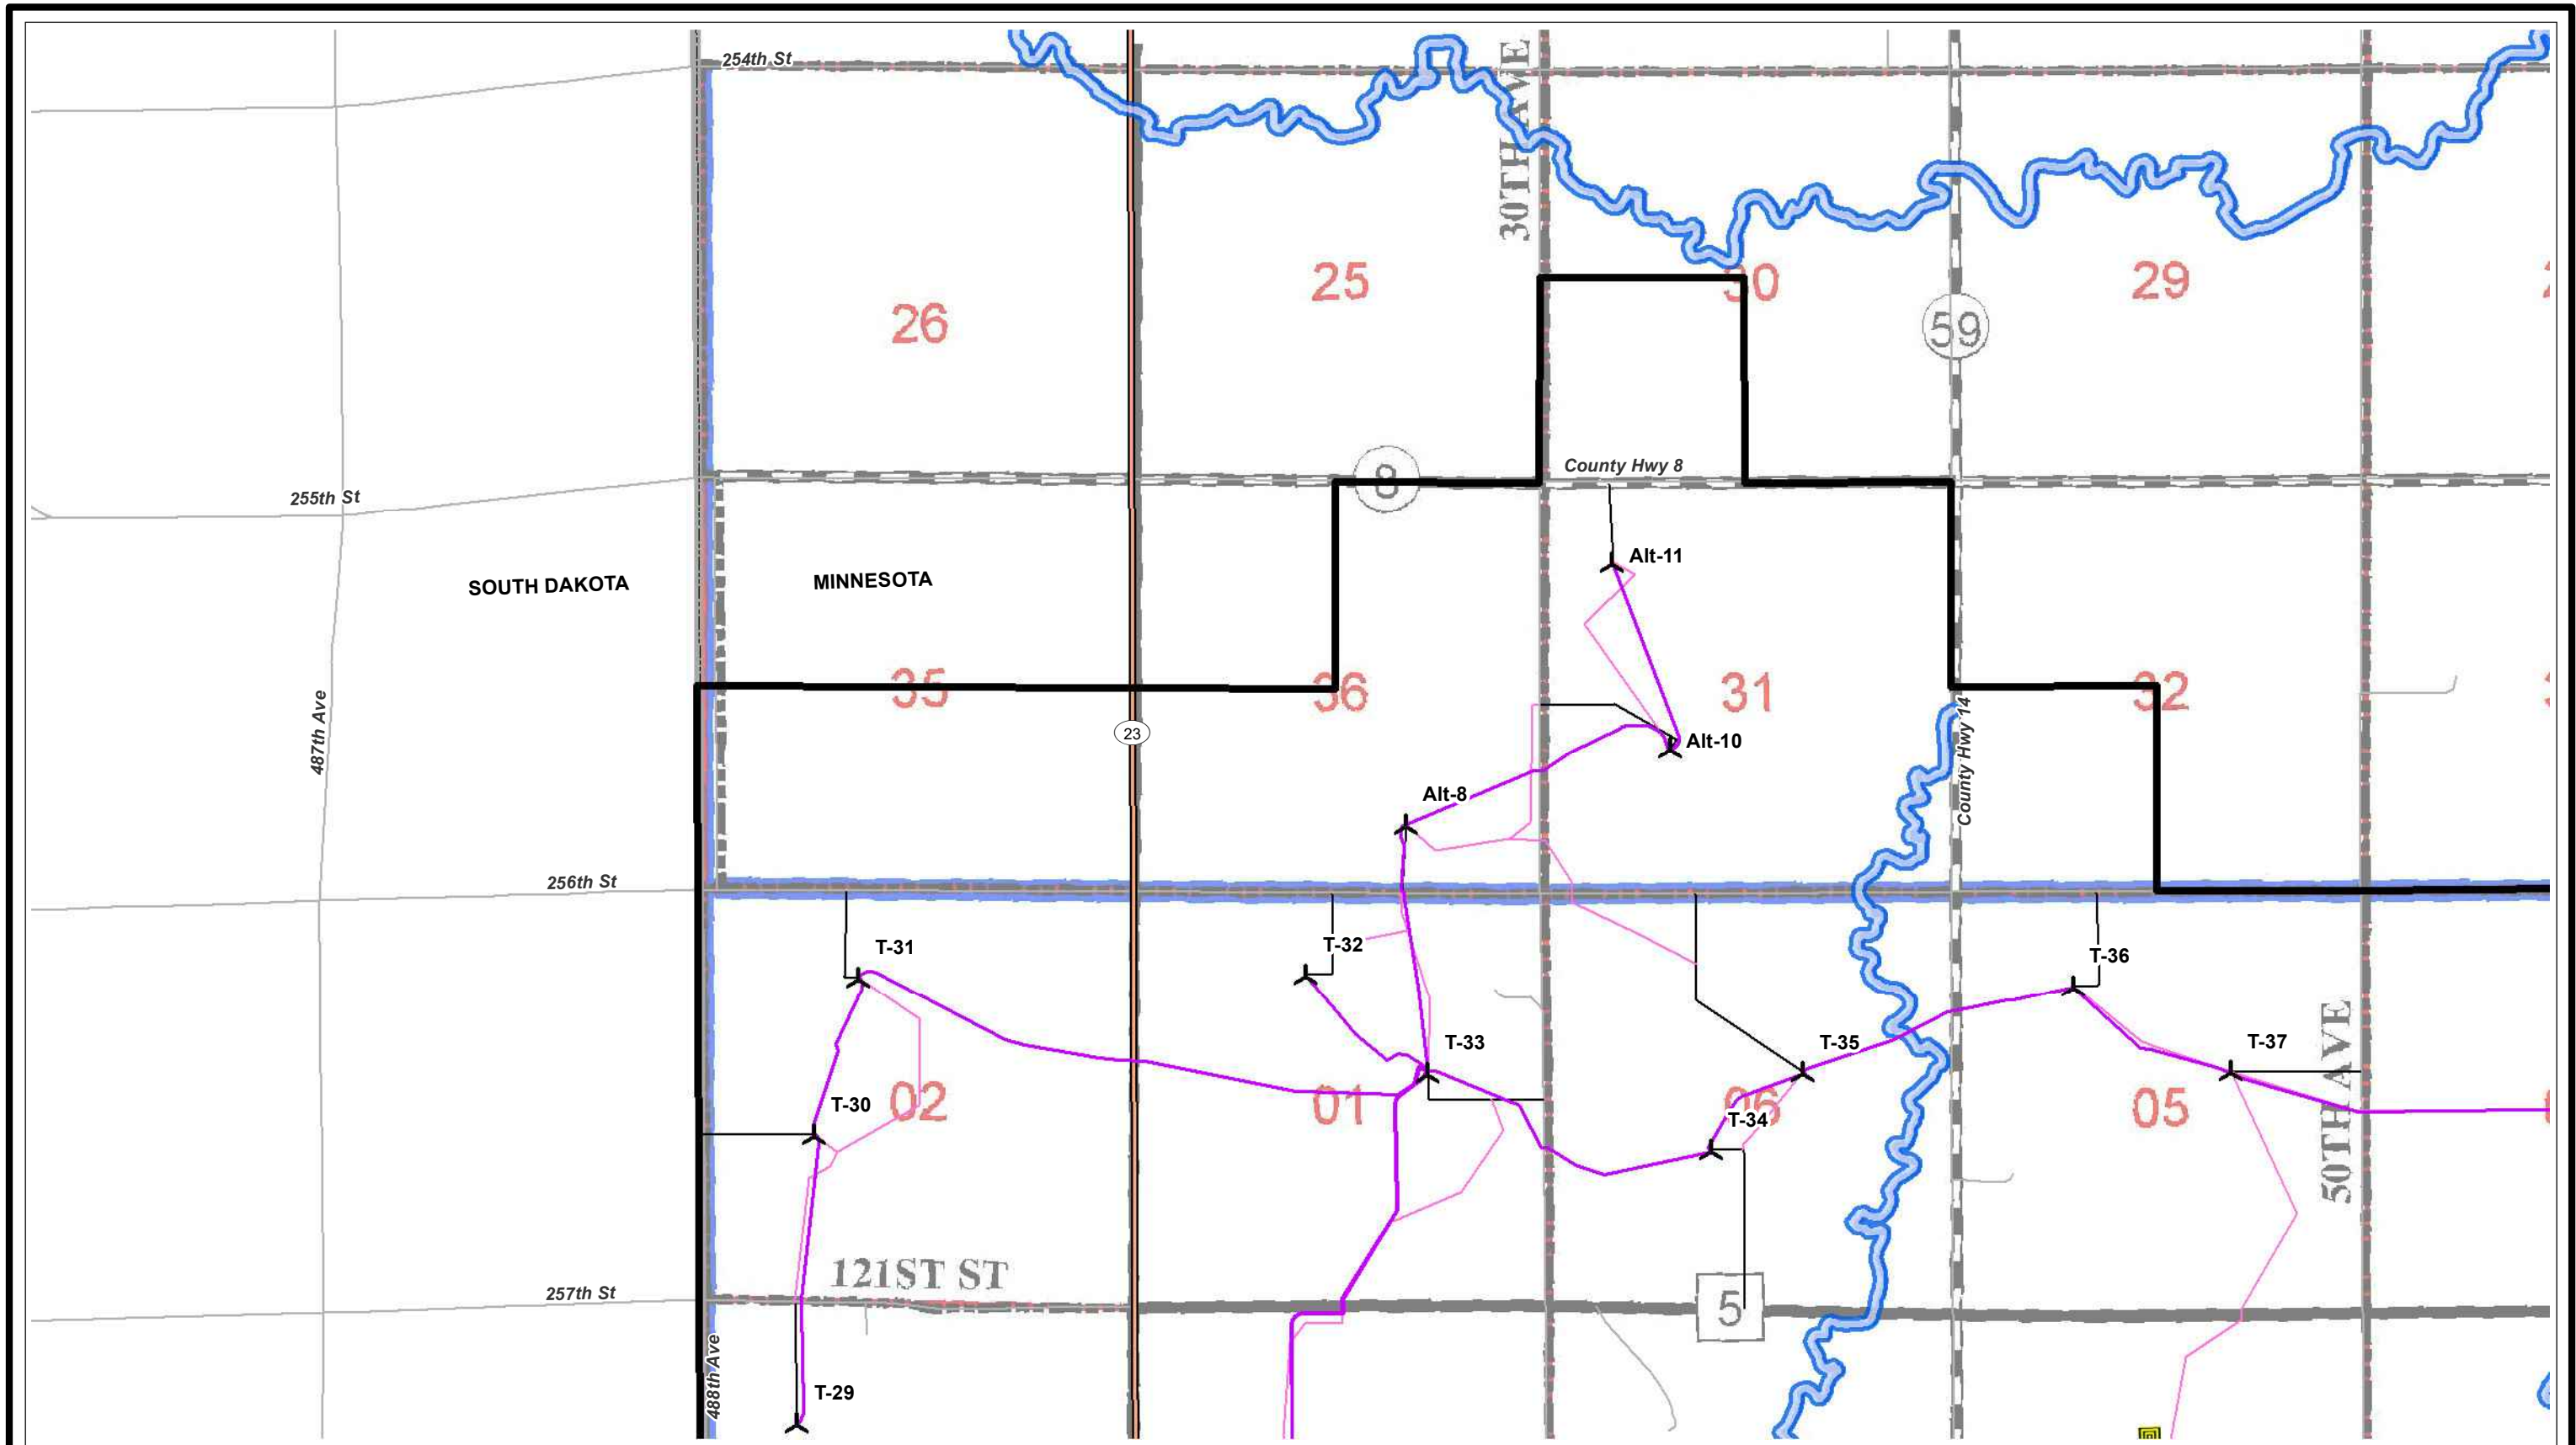 254th St
30TH AVE
25
30
29
26
59
8
County Hwy 8
255th St
Alt-11
SOUTH DAKOTA
MINNESOTA
35
36
31
32
487th Ave
23
Alt-10
County Hwy 14
Alt-8
256th St
T-31
T-32
T-36
T-33
T-35
T-37
T-30
02
01
06
05
T-34
50TH AVE
121ST ST
257th St
5
488th Ave
T-29